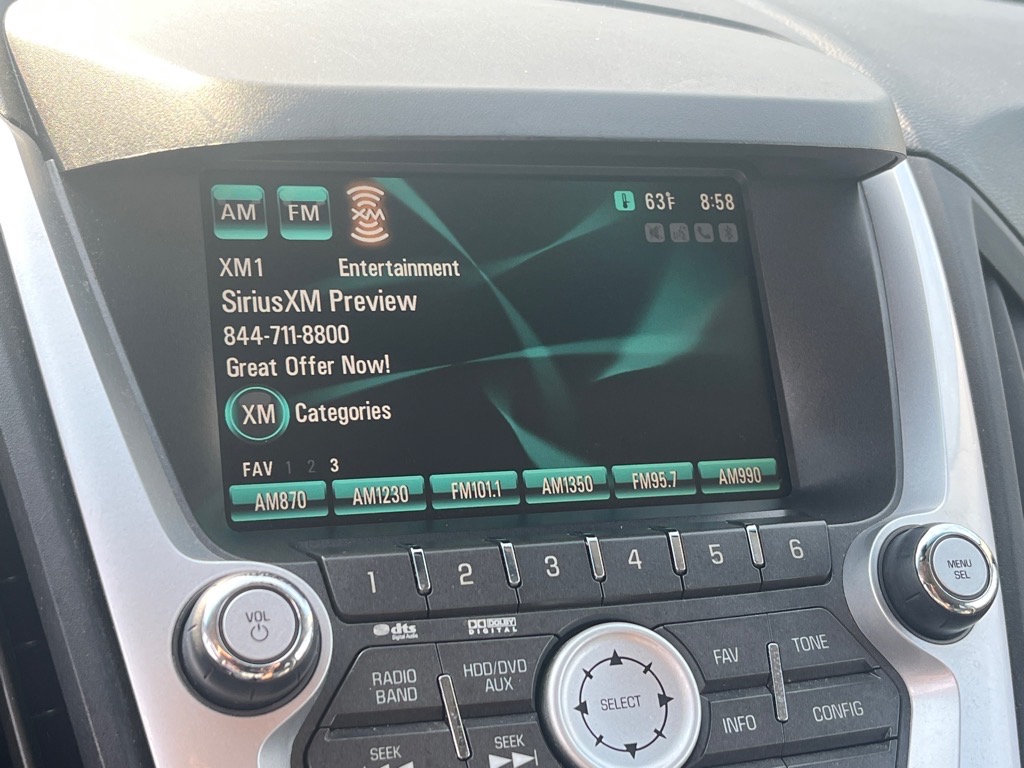 AM FM XM 63°F 8:58
XM1 Entertainment
SiriusXM Preview
844-711-8800
Great Offer Now!
XM Categories
FAV 1 2 3
AM870 AM1230 FM101.1 AM1350 FM95.7 AM990
1 2 3 4 5 6
VOL
MENU
SEL
dts
Digital Audio
DOLBY
DIGITAL
RADIO
BAND
HDD/DVD
AUX
FAV
TONE
SELECT
INFO
CONFIG
SEEK
SEEK